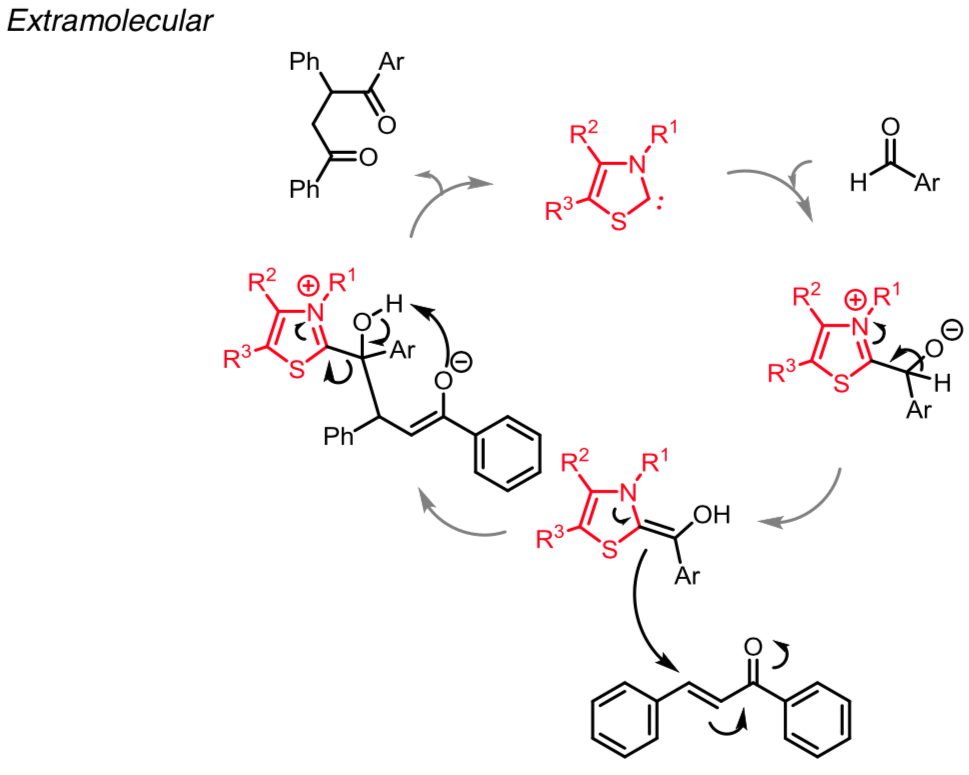 Extramolecular
Ph Ar
O
O
Ph
R² R¹
N
R³ S :
O
H Ar
R² ⊕ R¹
N O H
R³ S Ar
O ⊖
Ph
R² ⊕ R¹
N O ⊖
R³ S H
Ar
R² R¹
N OH
R³ S
Ar
O